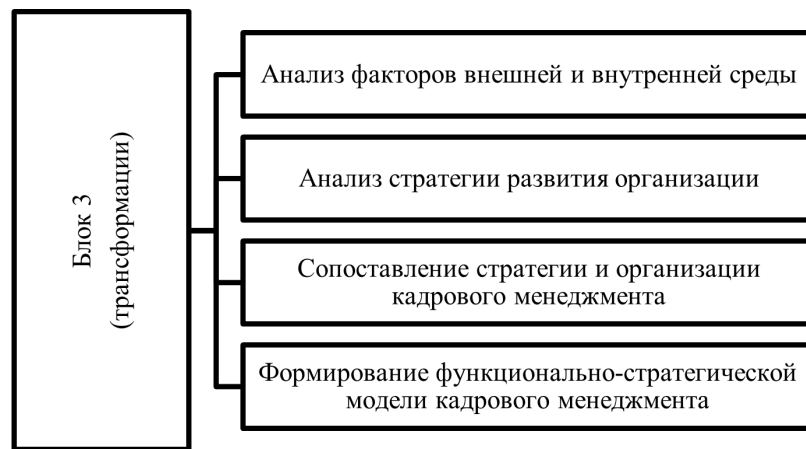 Блок 3
(трансформации)
Анализ факторов внешней и внутренней среды
Анализ стратегии развития организации
Сопоставление стратегии и организации
кадрового менеджмента
Формирование функционально-стратегической
модели кадрового менеджмента